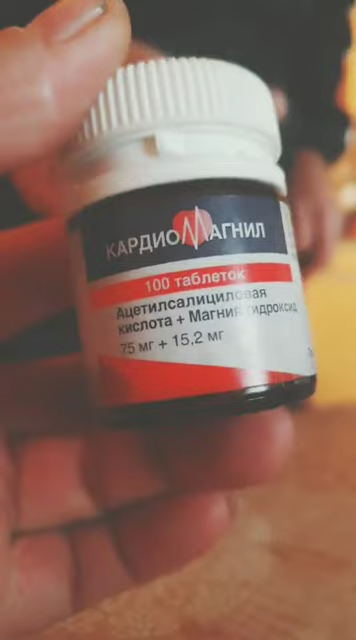 КАРДИОМАГНИЛ
100 таблеток
Ацетилсалициловая
кислота + Магния гидроксид
75 мг + 15,2 мг